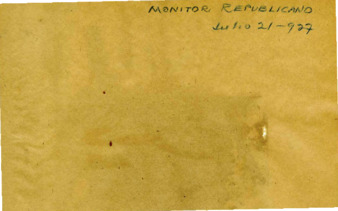 MONITOR REPUBLICANO
Julio 21-927